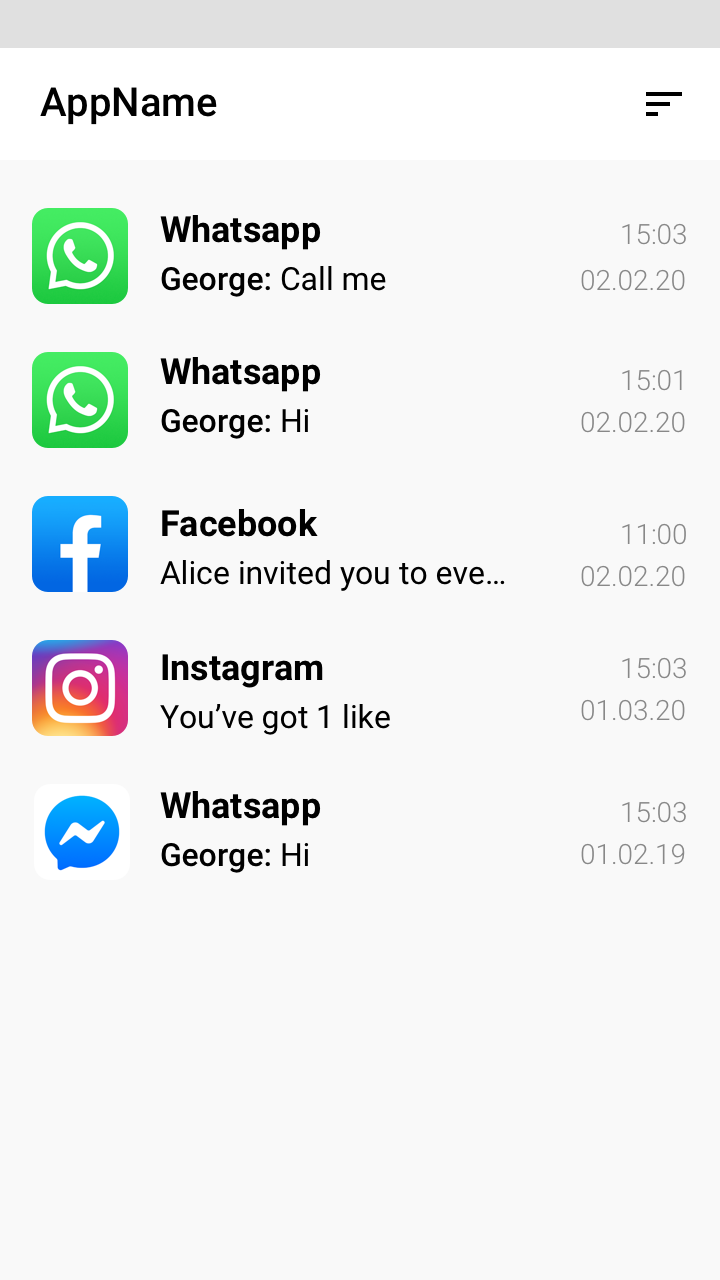 AppName
Whatsapp
15:03
George: Call me
02.02.20
Whatsapp
15:01
George: Hi
02.02.20
Facebook
11:00
Alice invited you to eve…
02.02.20
Instagram
15:03
You’ve got 1 like
01.03.20
Whatsapp
15:03
George: Hi
01.02.19